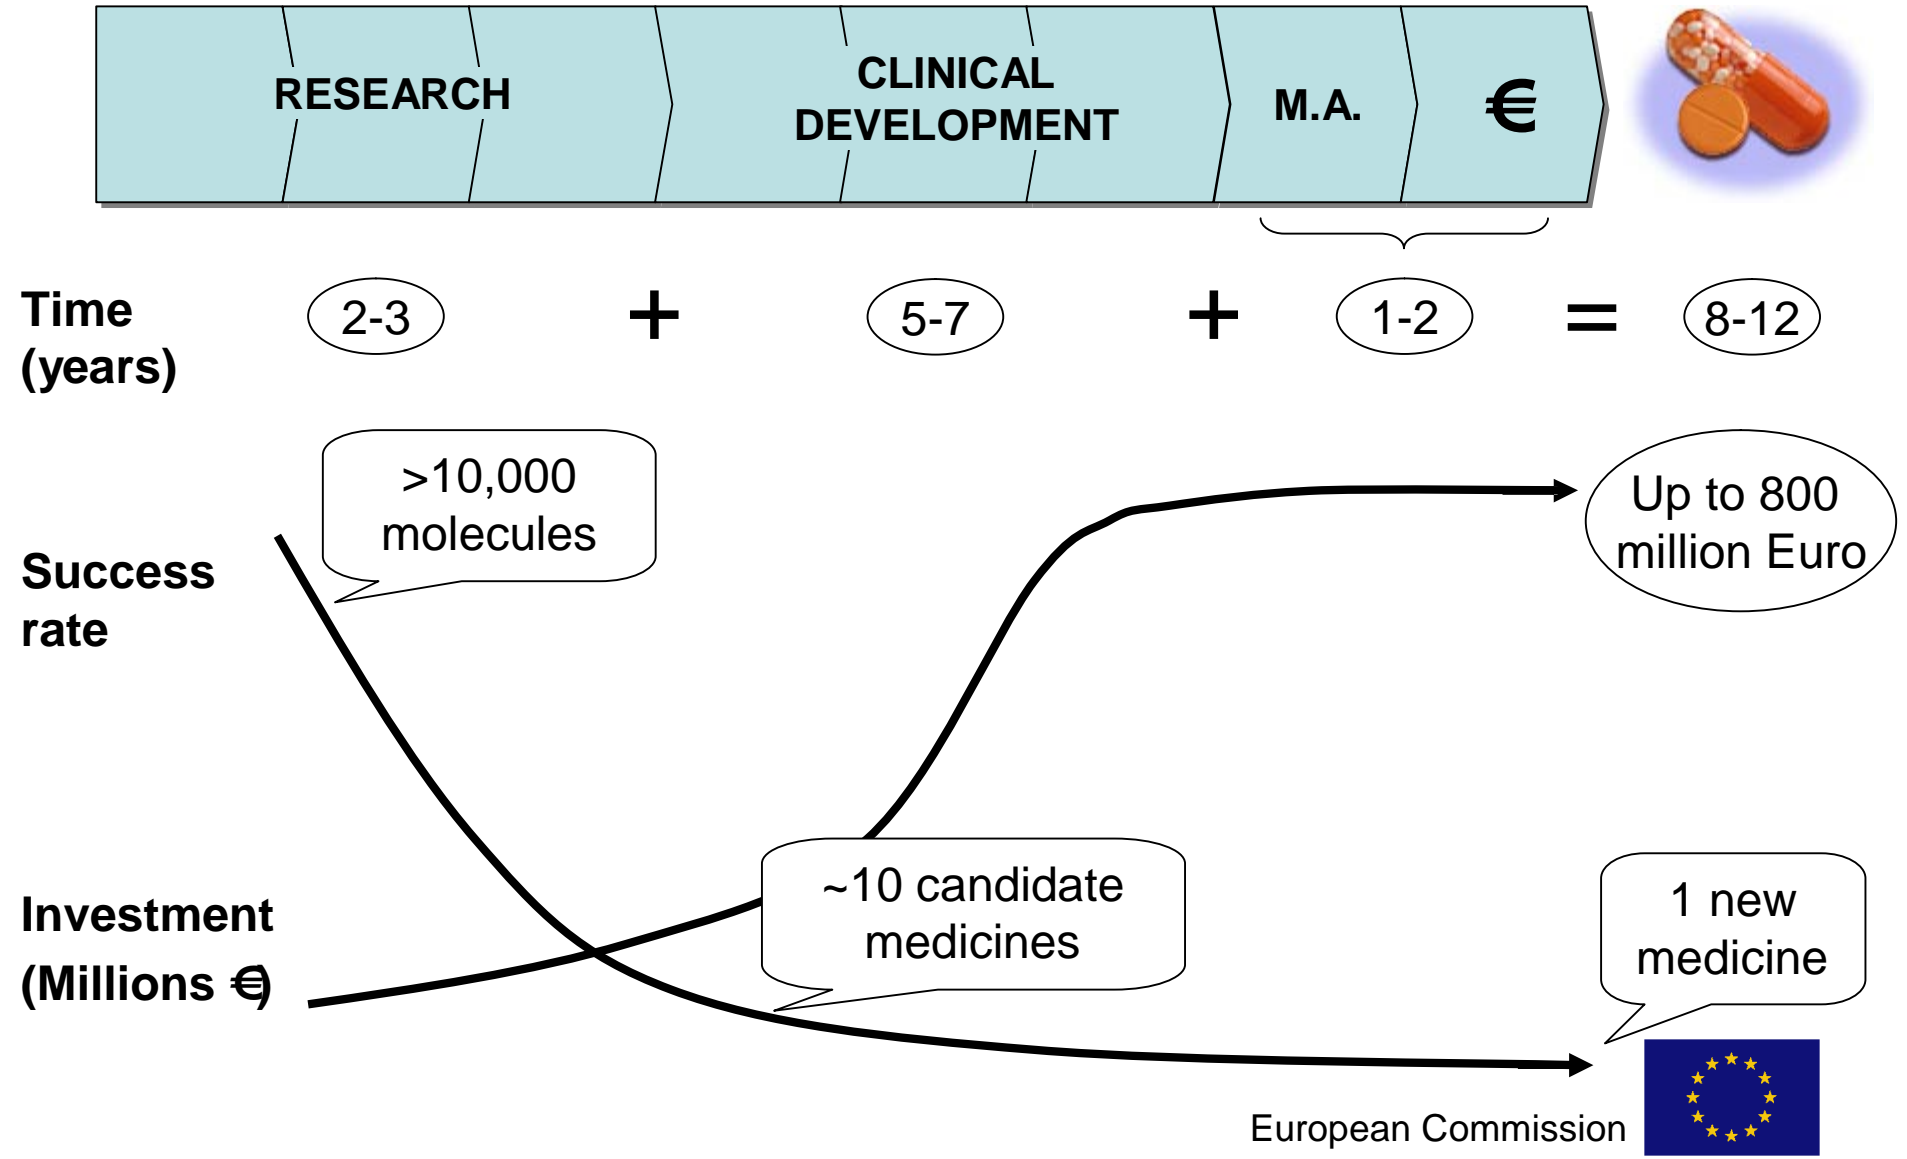 RESEARCH
CLINICAL
DEVELOPMENT
M.A.
€
Time
(years)
2-3
+
5-7
+
1-2
=
8-12
>10,000
molecules
Up to 800
million Euro
Success
rate
~10 candidate
medicines
Investment
(Millions €)
1 new
medicine
European Commission